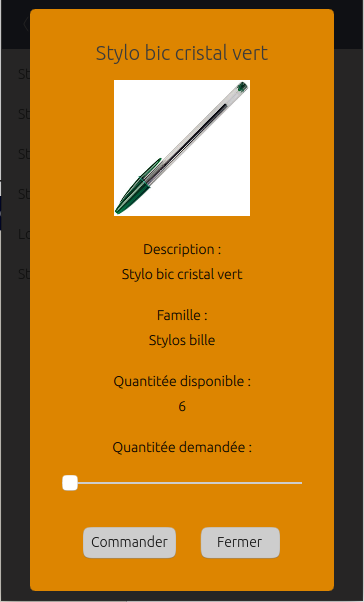 Stylo bic cristal vert
Description :
Stylo bic cristal vert
Famille :
Stylos bille
Quantitée disponible :
6
Quantitée demandée :
Commander
Fermer